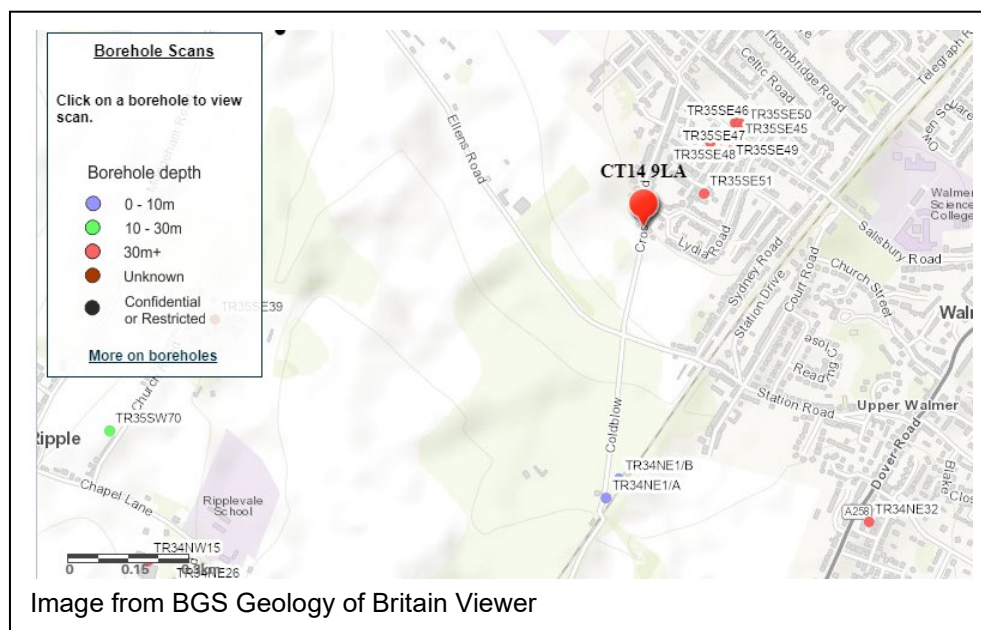 Borehole Scans
Click on a borehole to view
scan.
Borehole depth
0 - 10m
10 - 30m
30m+
Unknown
Confidential
or Restricted
More on boreholes
Thornbridge Road
Celtic Road
Telegraph R
Ellens Road
TR35SE46
TR35SE50
TR35SE45
TR35SE47
TR35SE48
TR35SE49
CT14 9LA
TR35SE51
Walmer
Science
College
Lydia Road
Salisbury Road
Sydney Road
Station Drive
Court Road
Church Street
TR35SE39
Church
Close
Station Road
Upper Walmer
TR35SW70
Ripple
Coldblow
Dover Road
TR34NE1/B
TR34NE1/A
Chapel Lane
Ripplevale
School
Blake
Clos
A258
TR34NE32
TR34NW15
0
0.15
TR34NE26
Image from BGS Geology of Britain Viewer